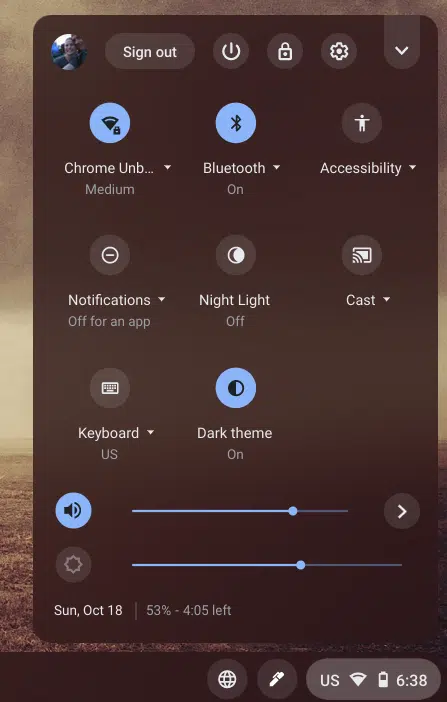 Sign out
Chrome Unb...
Medium
Bluetooth
On
Accessibility
Notifications
Off for an app
Night Light
Off
Cast
Keyboard
US
Dark theme
On
Sun, Oct 18
53% - 4:05 left
US 6:38